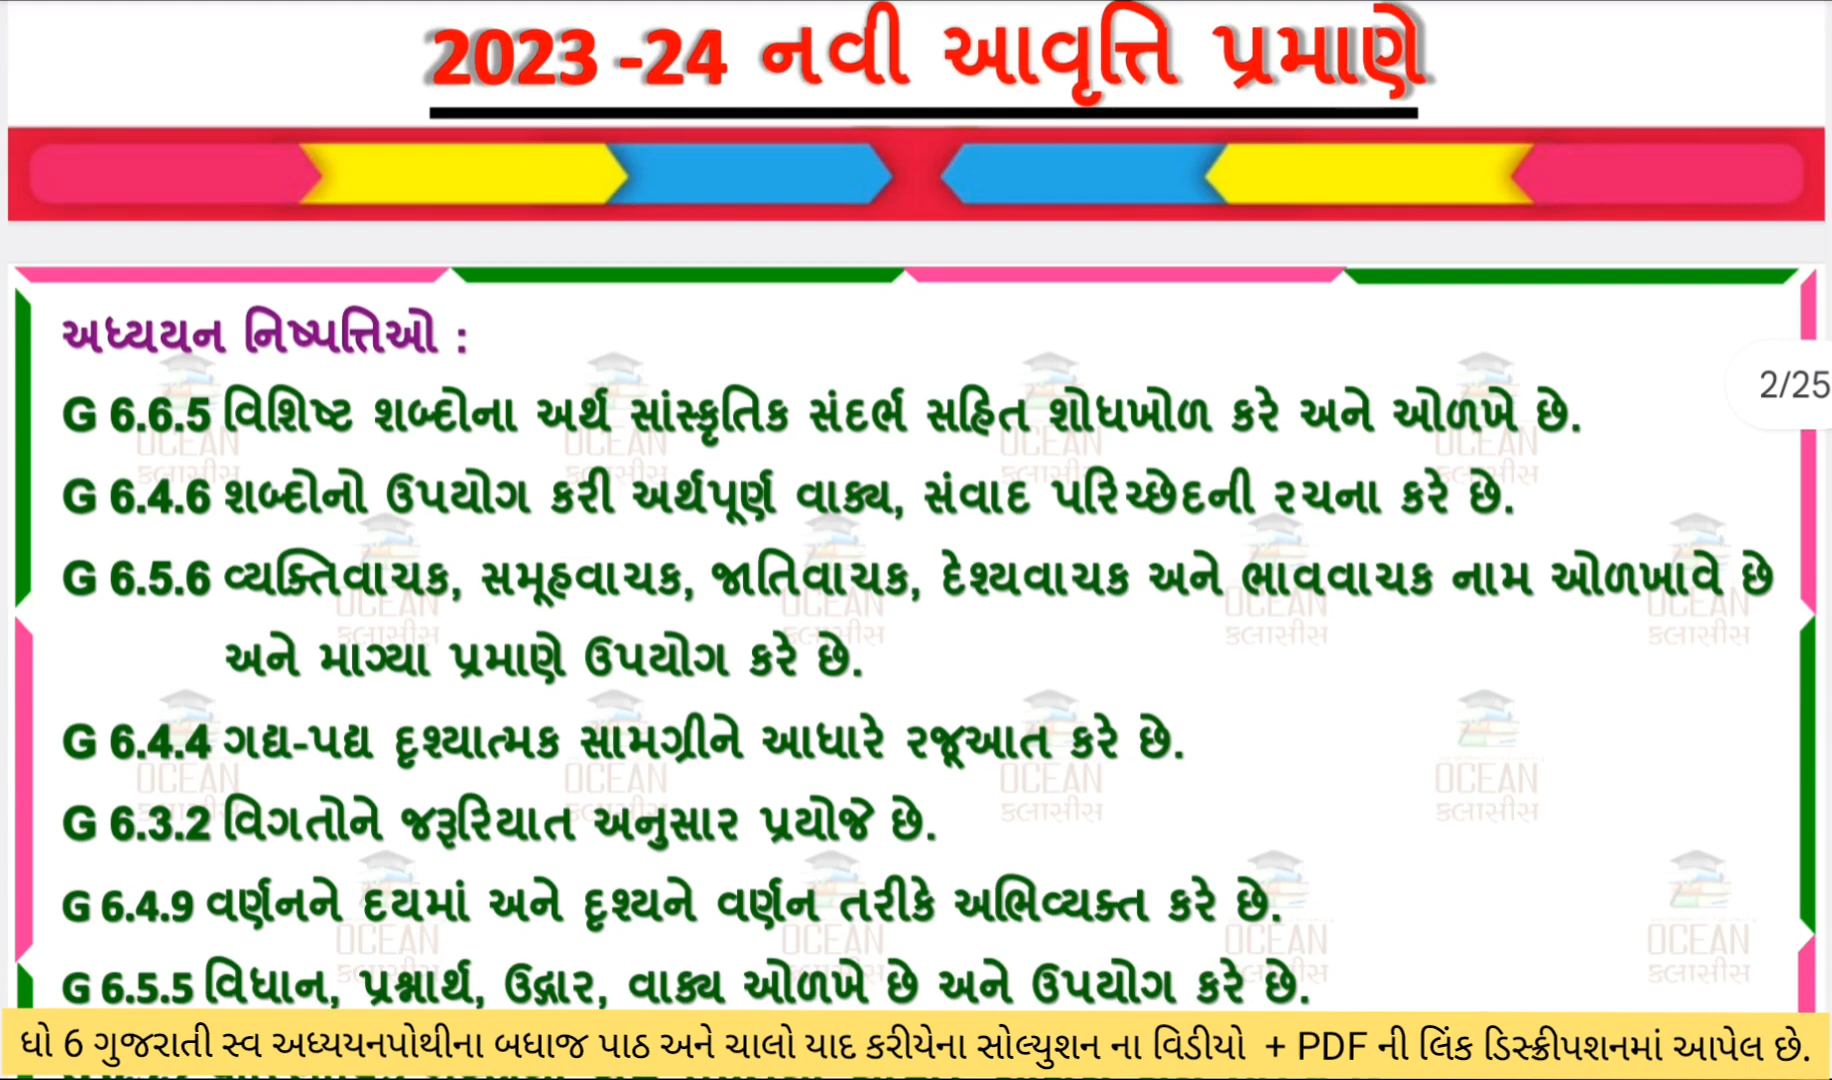 2023 -24 નવી આવૃત્તિ પ્રમાણે
અધ્યયન નિષ્પત્તિઓ :
G 6.6.5 વિશિષ્ટ શબ્દોના અર્થ સાંસ્કૃતિક સંદર્ભ સહિત શોધખોળ કરે અને ઓળખે છે.
2/25
G 6.4.6 શબ્દોનો ઉપયોગ કરી અર્થપૂર્ણ વાક્ય, સંવાદ પરિચ્છેદની રચના કરે છે.
G 6.5.6 વ્યક્તિવાચક, સમૂહવાચક, જાતિવાચક, દેશ્યવાચક અને ભાવવાચક નામ ઓળખાવે છે
અને માગ્યા પ્રમાણે ઉપયોગ કરે છે.
G 6.4.4 ગદ્ય-પદ્ય દૃશ્યાત્મક સામગ્રીને આધારે રજૂઆત કરે છે.
G 6.3.2 વિગતોને જરૂરિયાત અનુસાર પ્રયોજે છે.
G 6.4.9 વર્ણનને દયમાં અને દૃશ્યને વર્ણન તરીકે અભિવ્યક્ત કરે છે.
G 6.5.5 વિધાન, પ્રશ્નાર્થ, ઉદ્ગાર, વાક્ય ઓળખે છે અને ઉપયોગ કરે છે.
ધો 6 ગુજરાતી સ્વ અધ્યયનપોથીના બધાજ પાઠ અને ચાલો યાદ કરીયેના સોલ્યુશન ના વિડીયો + PDF ની લિંક ડિસ્ક્રીપશનમાં આપેલ છે.